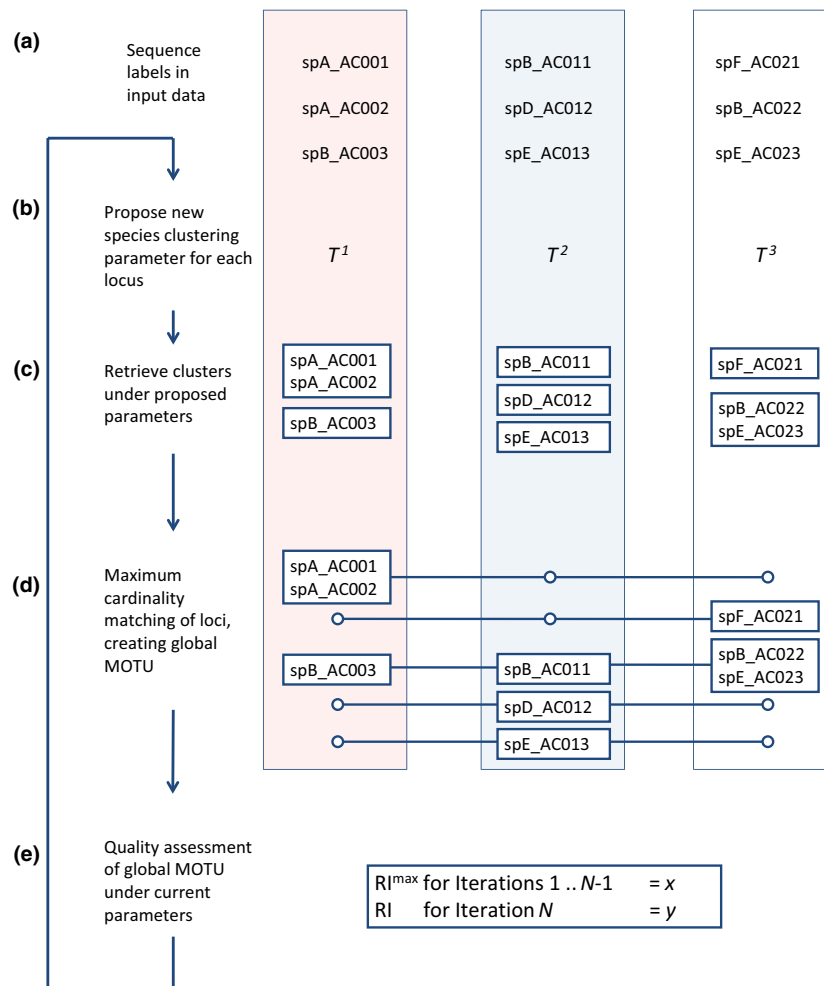 (a)
Sequence
labels in
input data
spA_AC001
spB_AC011
spF_AC021
spA_AC002
spD_AC012
spB_AC022
spB_AC003
spE_AC013
spE_AC023
(b)
Propose new
species clustering
parameter for each
locus
T¹
T²
T³
(c)
Retrieve clusters
under proposed
parameters
spA_AC001
spA_AC002
spB_AC003
spB_AC011
spD_AC012
spE_AC013
spF_AC021
spB_AC022
spE_AC023
(d)
Maximum
cardinality
matching of loci,
creating global
MOTU
spA_AC001
spA_AC002
spF_AC021
spB_AC003
spB_AC011
spB_AC022
spE_AC023
spD_AC012
spE_AC013
(e)
Quality assessment
of global MOTU
under current
parameters
RIᵐᵃˣ for Iterations 1 .. N-1 = x
RI for Iteration N = y